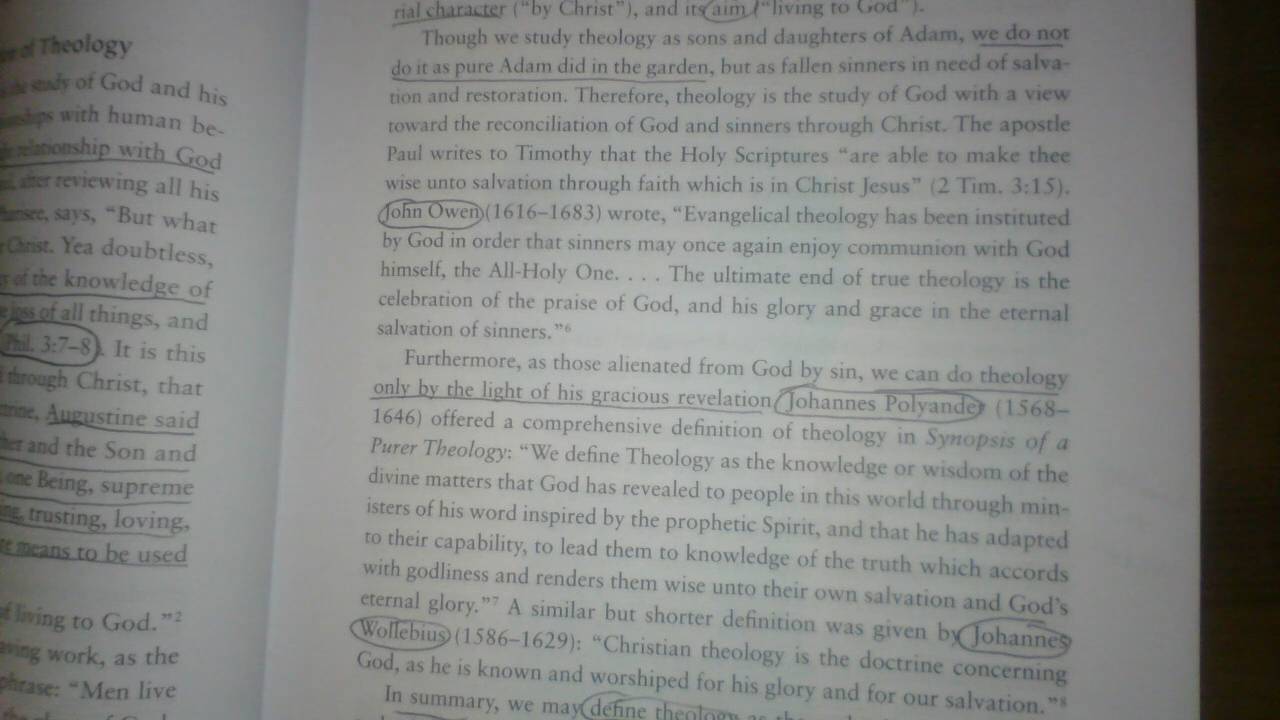 of Theology
study of God and his
with human be-
relationship with God
after reviewing all his
says, “But what
Christ. Yea doubtless,
of the knowledge of
loss of all things, and
Phil. 3:7–8). It is this
through Christ, that
Augustine said
and the Son and
one Being, supreme
trusting, loving,
means to be used
of living to God.”2
work, as the
phrase: “Men live
rial character (“by Christ”), and its aim (“living to God”).
Though we study theology as sons and daughters of Adam, we do not
do it as pure Adam did in the garden, but as fallen sinners in need of salva-
tion and restoration. Therefore, theology is the study of God with a view
toward the reconciliation of God and sinners through Christ. The apostle
Paul writes to Timothy that the Holy Scriptures “are able to make thee
wise unto salvation through faith which is in Christ Jesus” (2 Tim. 3:15).
John Owen (1616–1683) wrote, “Evangelical theology has been instituted
by God in order that sinners may once again enjoy communion with God
himself, the All-Holy One. . . . The ultimate end of true theology is the
celebration of the praise of God, and his glory and grace in the eternal
salvation of sinners.”6
Furthermore, as those alienated from God by sin, we can do theology
only by the light of his gracious revelation. Johannes Polyander (1568–
1646) offered a comprehensive definition of theology in Synopsis of a
Purer Theology: “We define Theology as the knowledge or wisdom of the
divine matters that God has revealed to people in this world through min-
isters of his word inspired by the prophetic Spirit, and that he has adapted
to their capability, to lead them to knowledge of the truth which accords
with godliness and renders them wise unto their own salvation and God’s
eternal glory.”7 A similar but shorter definition was given by Johannes
Wollebius (1586–1629): “Christian theology is the doctrine concerning
God, as he is known and worshiped for his glory and for our salvation.”8
In summary, we may define theology as